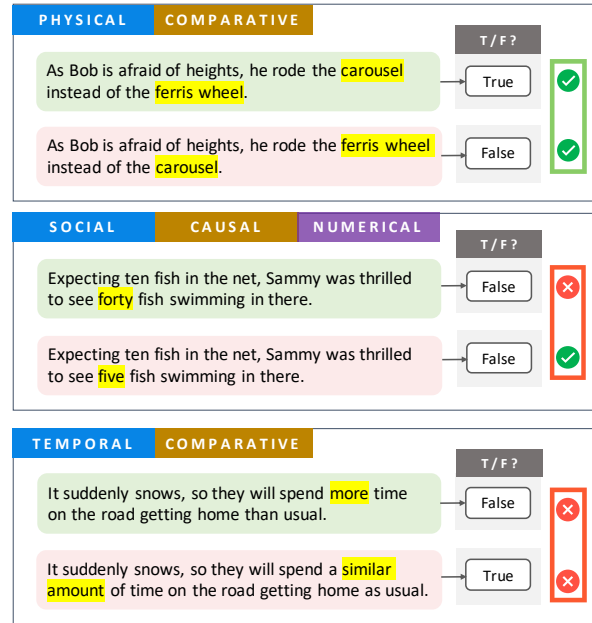 PHYSICAL COMPARATIVE
T/F?
As Bob is afraid of heights, he rode the carousel
instead of the ferris wheel.
True
As Bob is afraid of heights, he rode the ferris wheel
instead of the carousel.
False
SOCIAL CAUSAL NUMERICAL
T/F?
Expecting ten fish in the net, Sammy was thrilled
to see forty fish swimming in there.
False
Expecting ten fish in the net, Sammy was thrilled
to see five fish swimming in there.
False
TEMPORAL COMPARATIVE
T/F?
It suddenly snows, so they will spend more time
on the road getting home than usual.
False
It suddenly snows, so they will spend a similar
amount of time on the road getting home as usual.
True